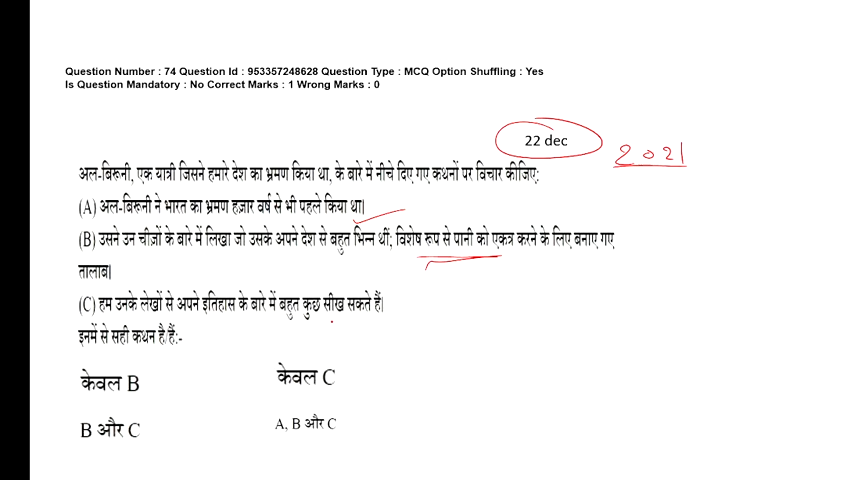 Question Number : 74 Question Id : 953357248628 Question Type : MCQ Option Shuffling : Yes
Is Question Mandatory : No Correct Marks : 1 Wrong Marks : 0
22 dec
2021
अल-बिरूनी, एक यात्री जिसने हमारे देश का भ्रमण किया था, के बारे में नीचे दिए गए कथनों पर विचार कीजिए:
(A) अल-बिरूनी ने भारत का भ्रमण हज़ार वर्ष से भी पहले किया था।
(B) उसने उन चीज़ों के बारे में लिखा जो उसके अपने देश से बहुत भिन्न थीं; विशेष रूप से पानी को एकत्र करने के लिए बनाए गए
तालाब।
(C) हम उनके लेखों से अपने इतिहास के बारे में बहुत कुछ सीख सकते हैं।
इनमें से सही कथन है/हैं:-
केवल B
केवल C
B और C
A, B और C